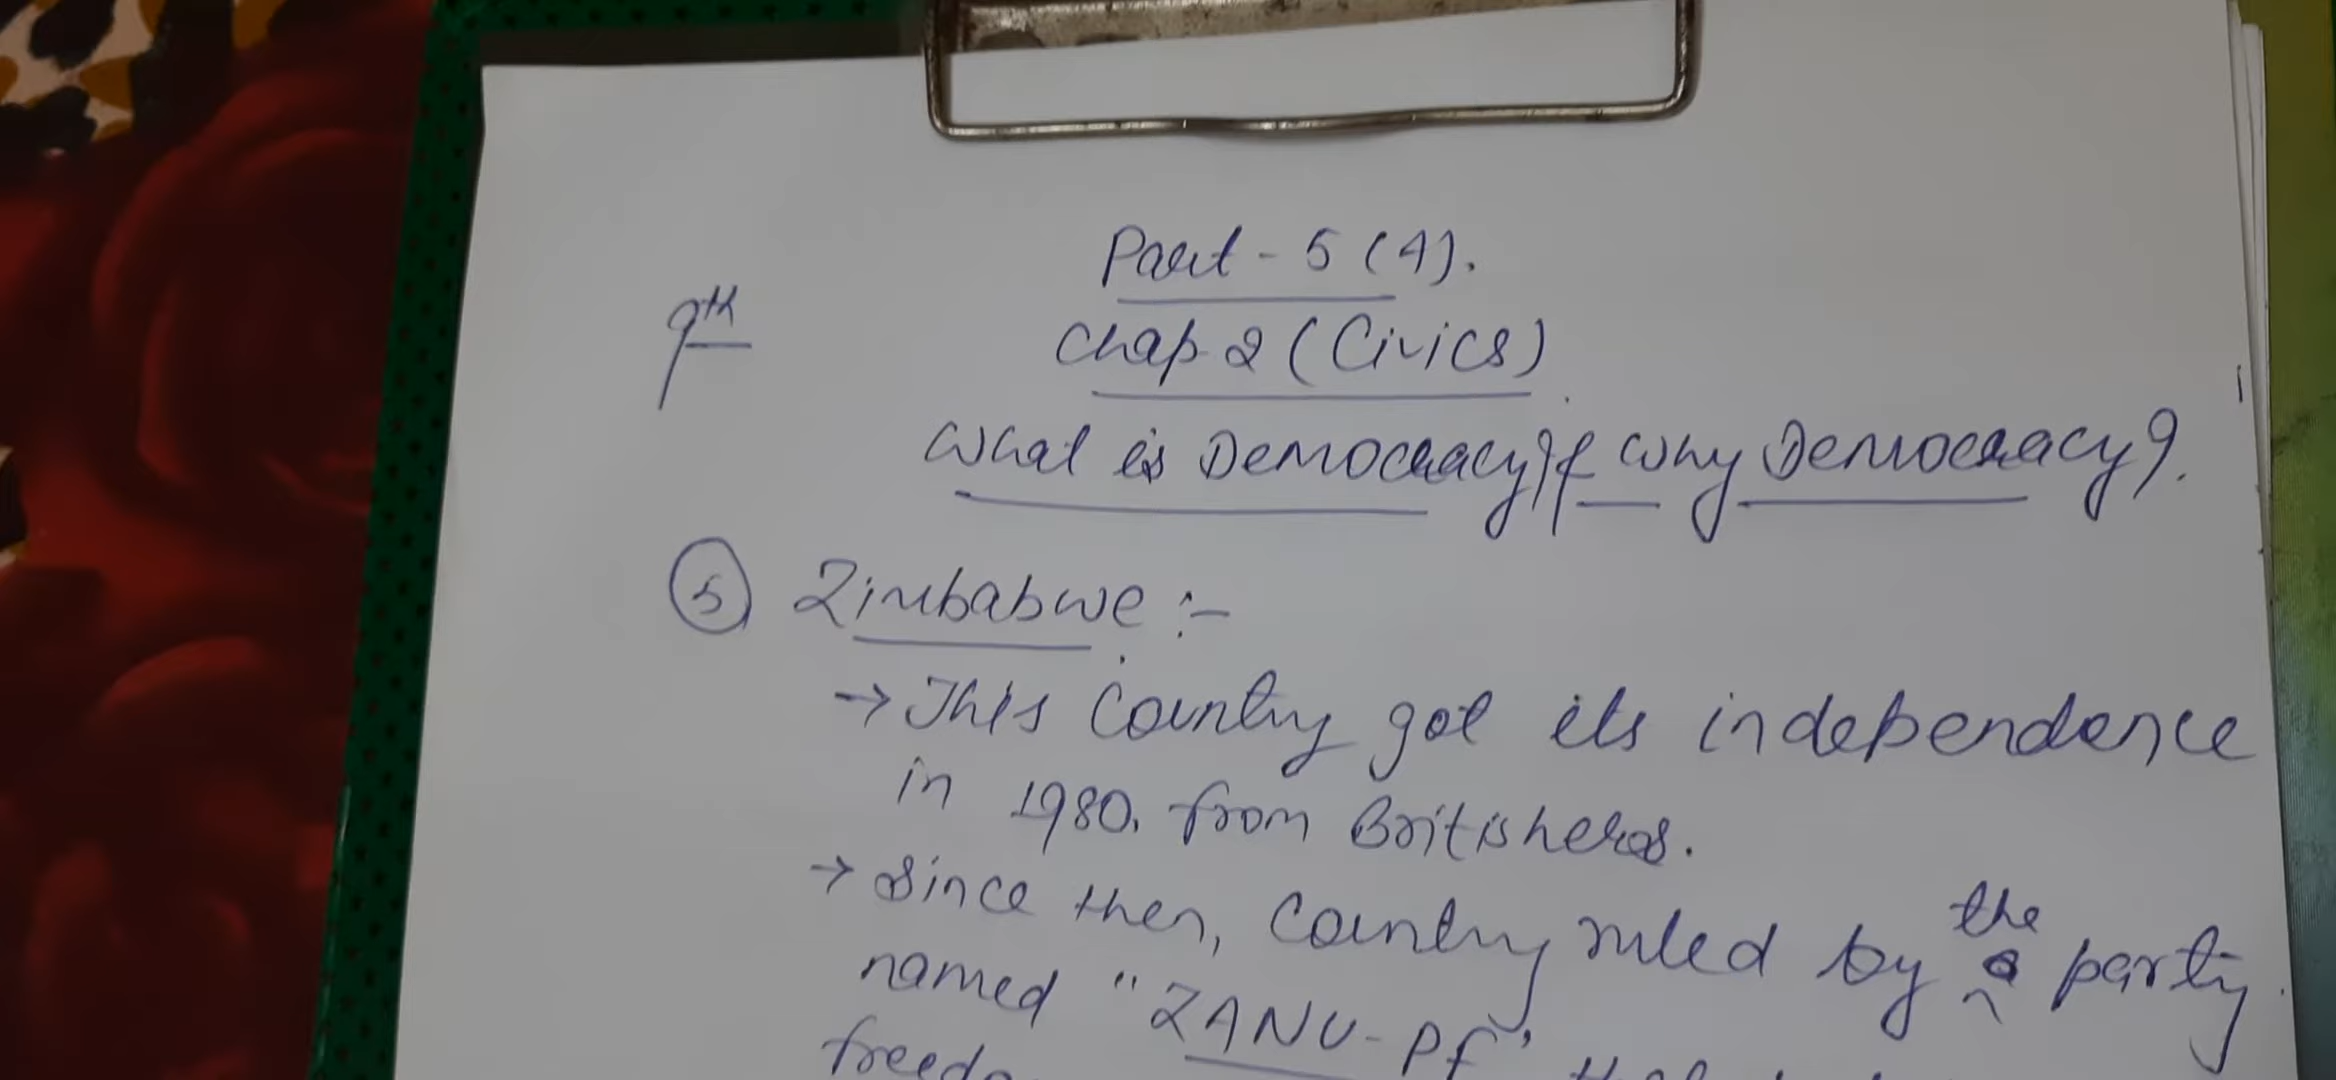 Part - 5 (4).
9th
Chap 2 (Civics)
What is Democracy? & Why Democracy?
5 Zimbabwe :-
→ This Country got its independence
in 1980. from Britishers.
→ Since then, Country ruled by the party
named "ZANU-PF"